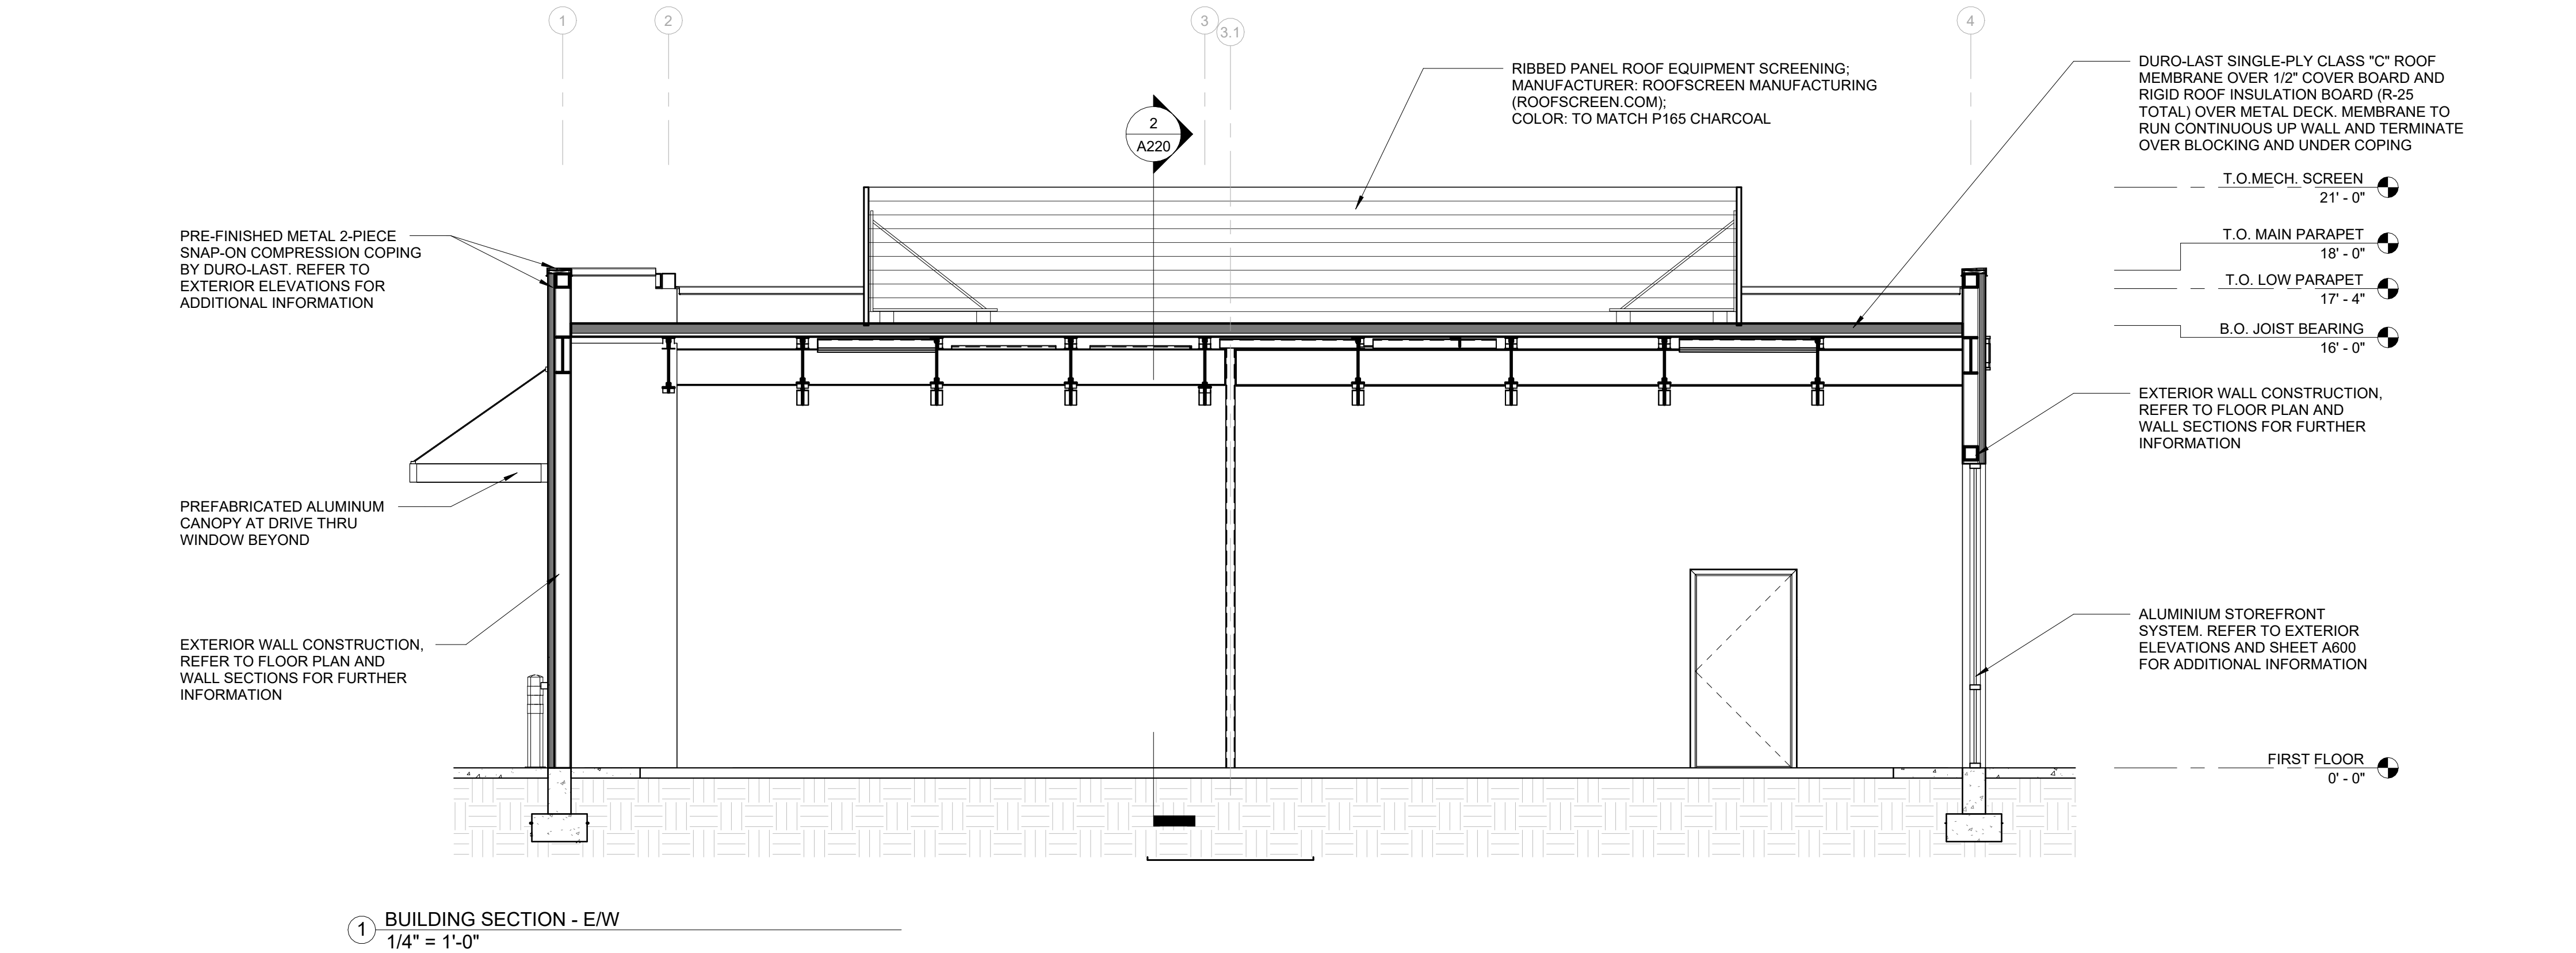 1
2
3
3.1
4
RIBBED PANEL ROOF EQUIPMENT SCREENING;
MANUFACTURER: ROOFSCREEN MANUFACTURING
(ROOFSCREEN.COM);
COLOR: TO MATCH P165 CHARCOAL
DURO-LAST SINGLE-PLY CLASS "C" ROOF
MEMBRANE OVER 1/2" COVER BOARD AND
RIGID ROOF INSULATION BOARD (R-25
TOTAL) OVER METAL DECK. MEMBRANE TO
RUN CONTINUOUS UP WALL AND TERMINATE
OVER BLOCKING AND UNDER COPING
2
A220
T.O.MECH. SCREEN
21' - 0"
T.O. MAIN PARAPET
18' - 0"
T.O. LOW PARAPET
17' - 4"
B.O. JOIST BEARING
16' - 0"
PRE-FINISHED METAL 2-PIECE
SNAP-ON COMPRESSION COPING
BY DURO-LAST. REFER TO
EXTERIOR ELEVATIONS FOR
ADDITIONAL INFORMATION
EXTERIOR WALL CONSTRUCTION,
REFER TO FLOOR PLAN AND
WALL SECTIONS FOR FURTHER
INFORMATION
PREFABRICATED ALUMINUM
CANOPY AT DRIVE THRU
WINDOW BEYOND
EXTERIOR WALL CONSTRUCTION,
REFER TO FLOOR PLAN AND
WALL SECTIONS FOR FURTHER
INFORMATION
ALUMINIUM STOREFRONT
SYSTEM. REFER TO EXTERIOR
ELEVATIONS AND SHEET A600
FOR ADDITIONAL INFORMATION
FIRST FLOOR
0' - 0"
1
BUILDING SECTION - E/W
1/4" = 1'-0"